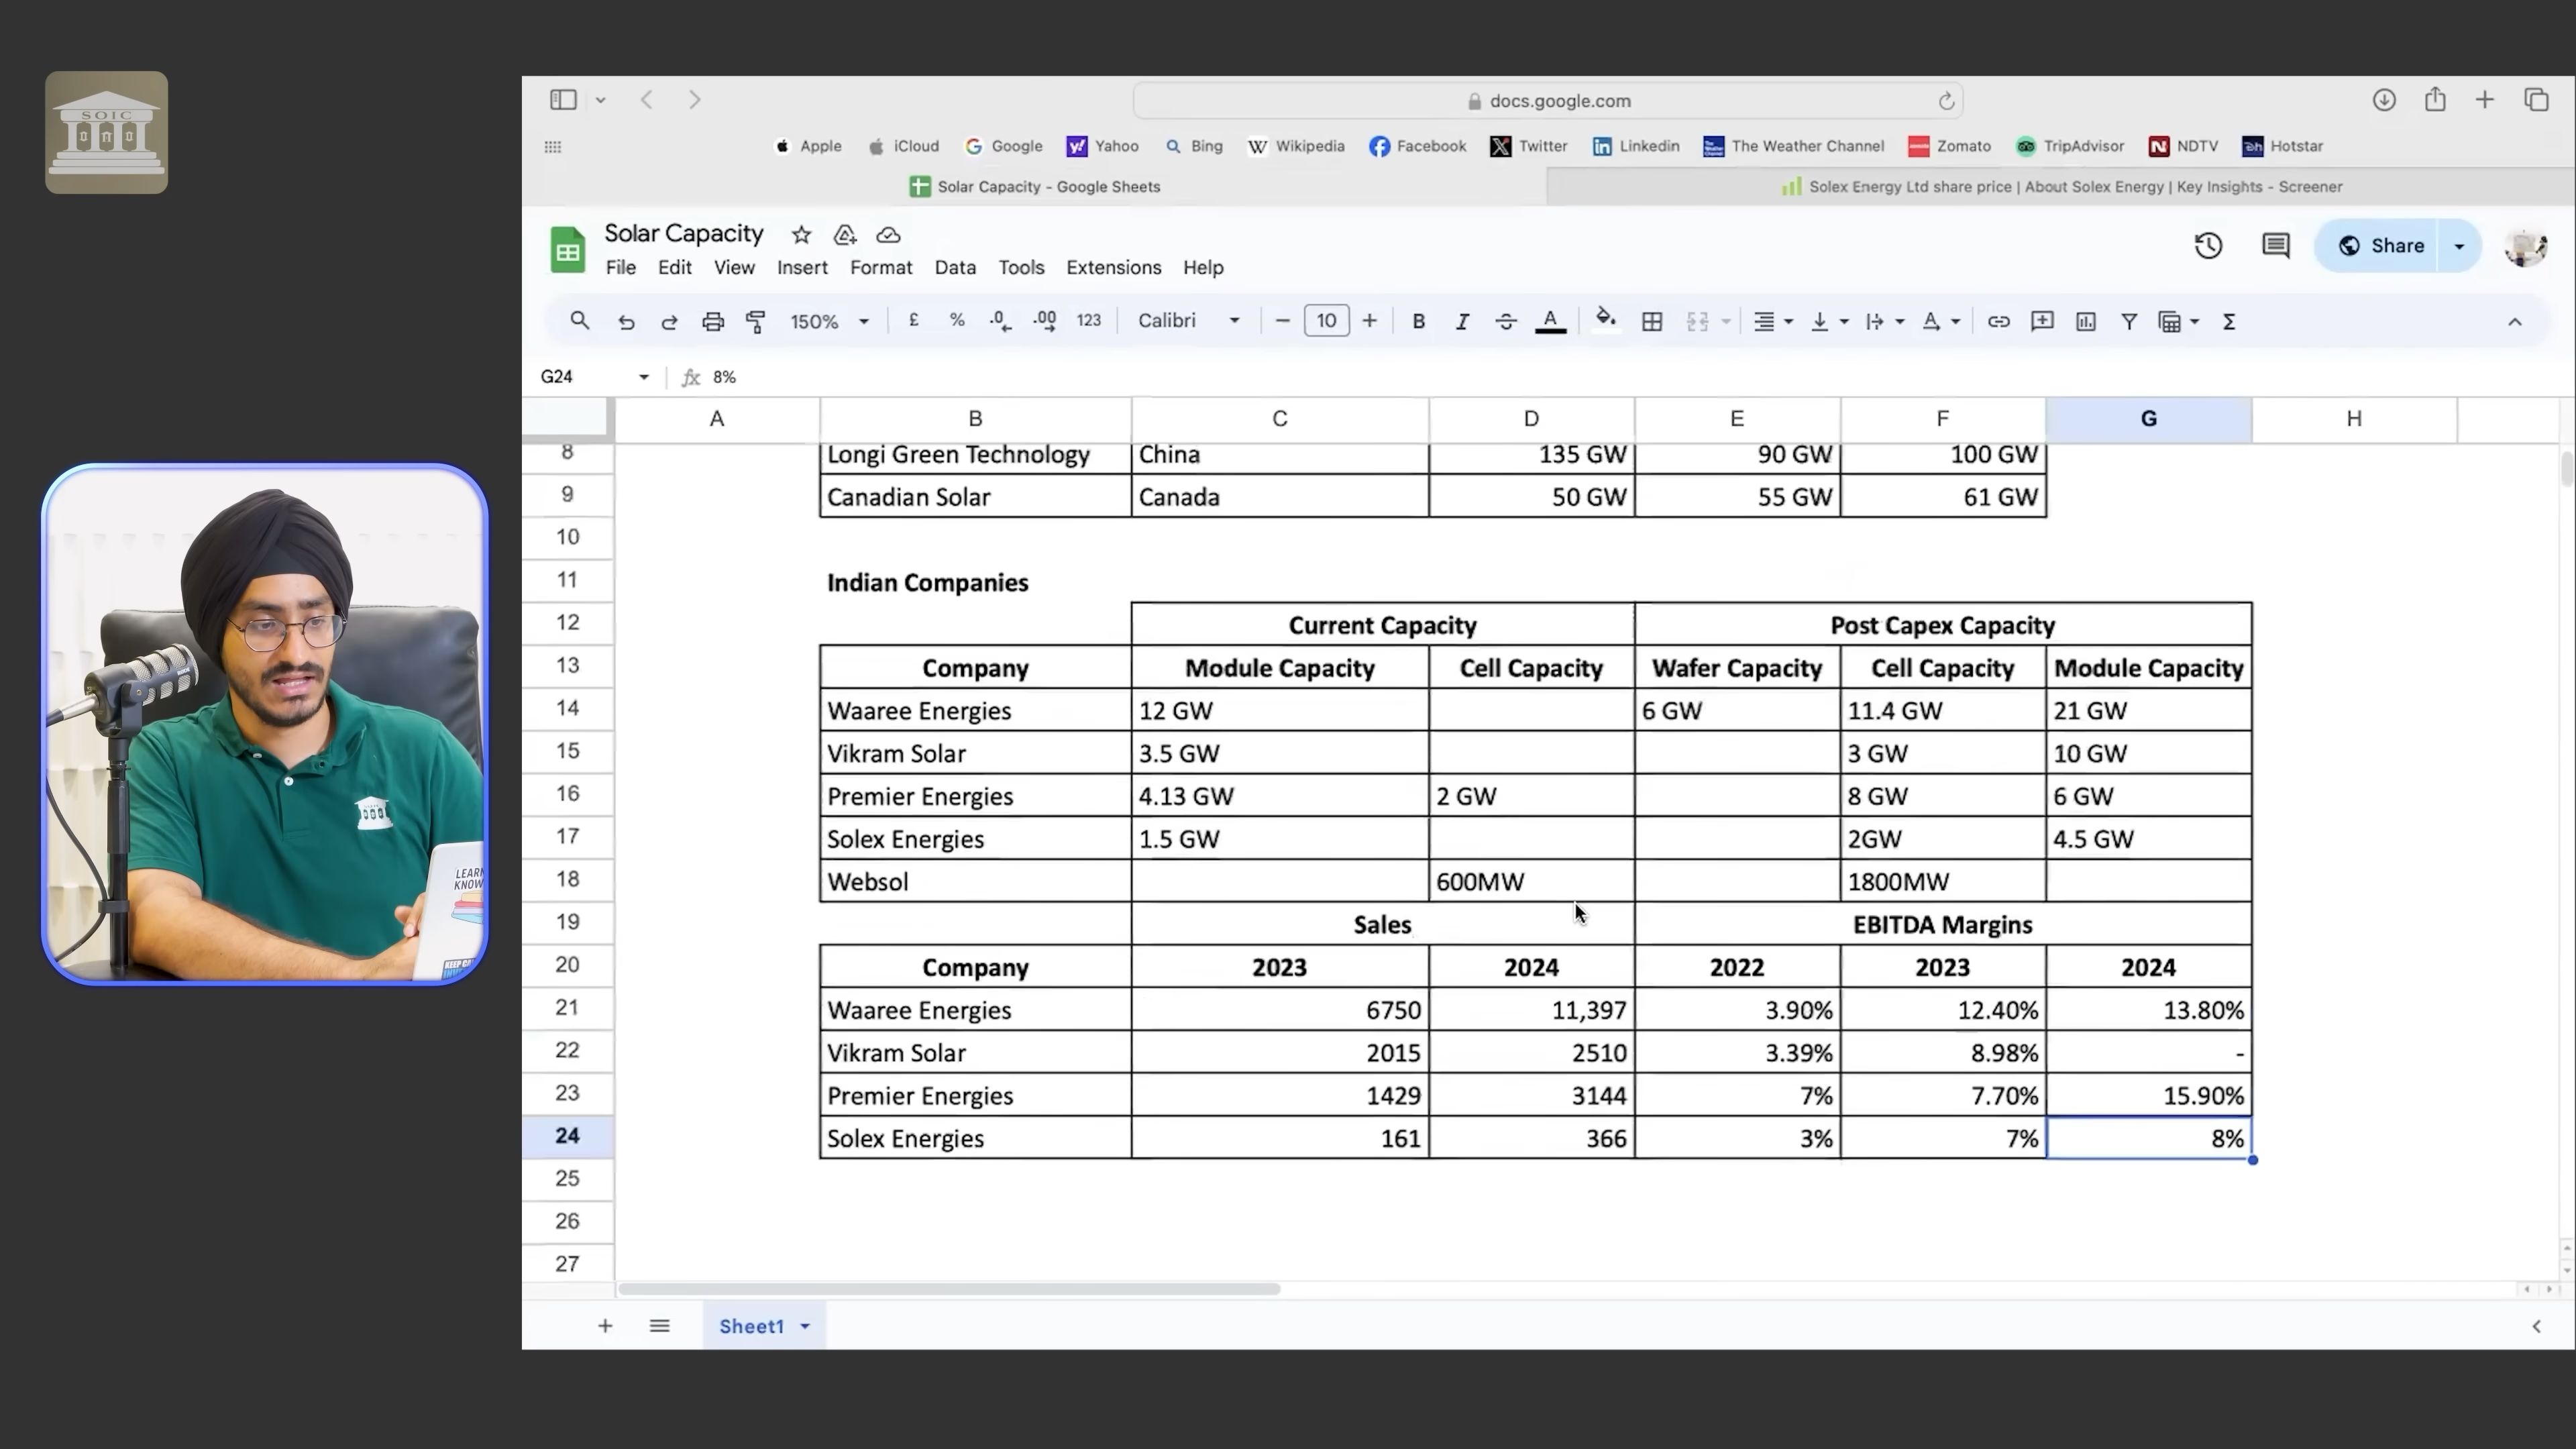 SOIC
docs.google.com
Apple iCloud Google Yahoo Bing Wikipedia Facebook Twitter Linkedin The Weather Channel Zomato TripAdvisor NDTV Hotstar
Solar Capacity - Google Sheets
Solex Energy Ltd share price | About Solex Energy | Key Insights - Screener
Solar Capacity
Share
File Edit View Insert Format Data Tools Extensions Help
150% £ % .0 .00 123 Calibri 10 B I A Σ
G24 fx 8%
A B C D E F G H
8 Longi Green Technology China 135 GW 90 GW 100 GW
9 Canadian Solar Canada 50 GW 55 GW 61 GW
10
11 Indian Companies
12 Current Capacity Post Capex Capacity
13 Company Module Capacity Cell Capacity Wafer Capacity Cell Capacity Module Capacity
14 Waaree Energies 12 GW 6 GW 11.4 GW 21 GW
15 Vikram Solar 3.5 GW 3 GW 10 GW
16 Premier Energies 4.13 GW 2 GW 8 GW 6 GW
17 Solex Energies 1.5 GW 2GW 4.5 GW
18 Websol 600MW 1800MW
19 Sales EBITDA Margins
20 Company 2023 2024 2022 2023 2024
21 Waaree Energies 6750 11,397 3.90% 12.40% 13.80%
22 Vikram Solar 2015 2510 3.39% 8.98% -
23 Premier Energies 1429 3144 7% 7.70% 15.90%
24 Solex Energies 161 366 3% 7% 8%
25
26
27
Sheet1
LEARN
KNOW